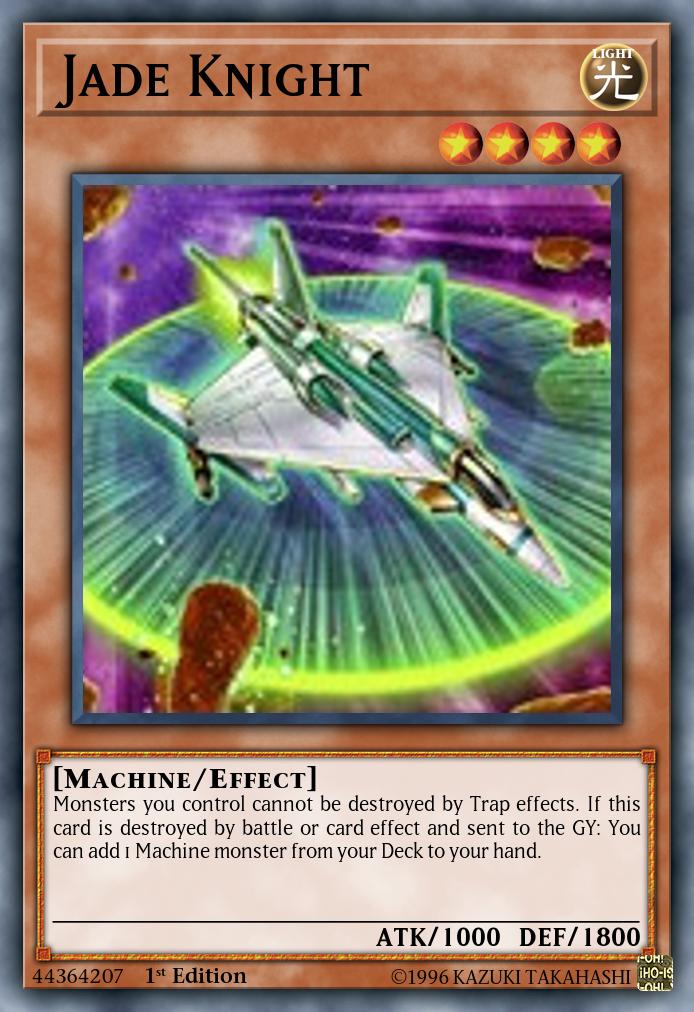 JADE KNIGHT
LIGHT
光
[MACHINE/EFFECT]
Monsters you control cannot be destroyed by Trap effects. If this
card is destroyed by battle or card effect and sent to the GY: You
can add 1 Machine monster from your Deck to your hand.
ATK/1000 DEF/1800
44364207 1st Edition ©1996 KAZUKI TAKAHASHI